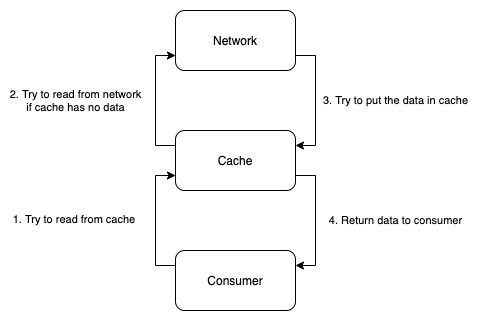 Network
2. Try to read from network
if cache has no data
3. Try to put the data in cache
Cache
1. Try to read from cache
4. Return data to consumer
Consumer